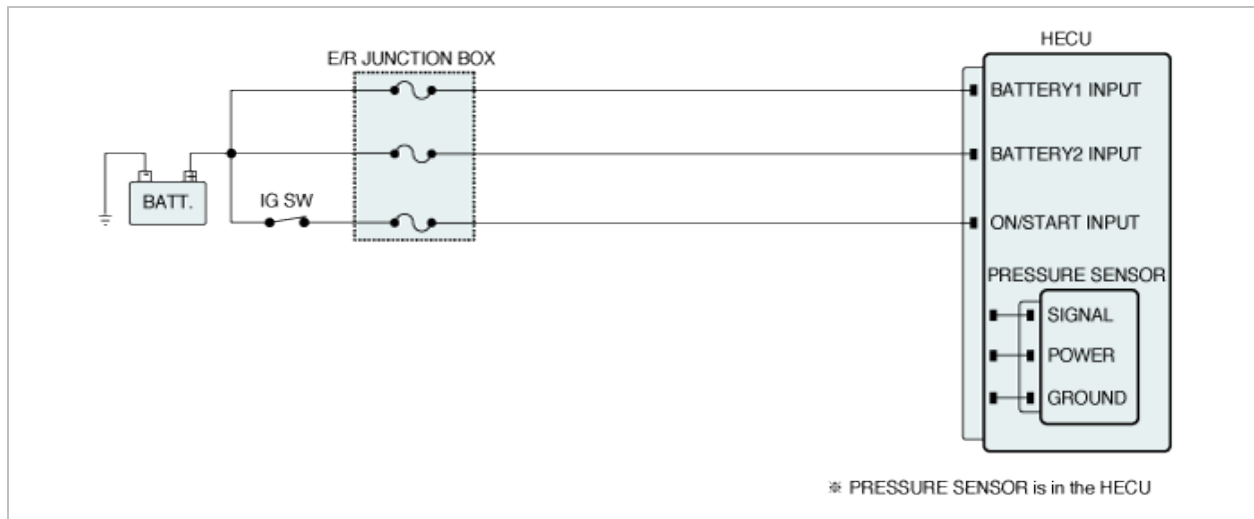 HECU
E/R JUNCTION BOX
BATTERY1 INPUT
BATTERY2 INPUT
- +
BATT.
IG SW
ON/START INPUT
PRESSURE SENSOR
SIGNAL
POWER
GROUND
※ PRESSURE SENSOR is in the HECU